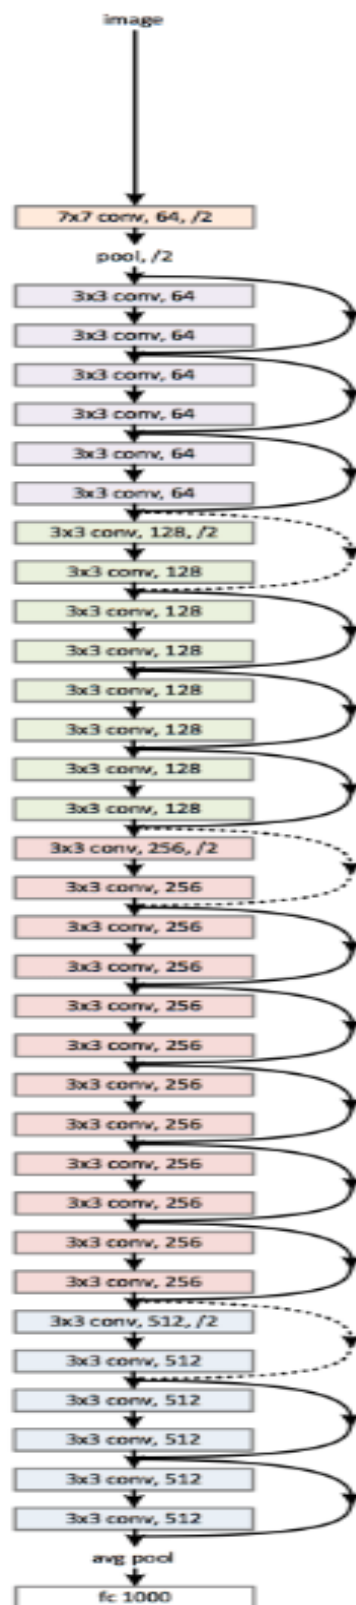 image
7x7 conv, 64, /2
pool, /2
3x3 conv, 64
3x3 conv, 64
3x3 conv, 64
3x3 conv, 64
3x3 conv, 64
3x3 conv, 64
3x3 conv, 128, /2
3x3 conv, 128
3x3 conv, 128
3x3 conv, 128
3x3 conv, 128
3x3 conv, 128
3x3 conv, 128
3x3 conv, 128
3x3 conv, 256, /2
3x3 conv, 256
3x3 conv, 256
3x3 conv, 256
3x3 conv, 256
3x3 conv, 256
3x3 conv, 256
3x3 conv, 256
3x3 conv, 256
3x3 conv, 256
3x3 conv, 256
3x3 conv, 256
3x3 conv, 512, /2
3x3 conv, 512
3x3 conv, 512
3x3 conv, 512
3x3 conv, 512
3x3 conv, 512
avg pool
fc 1000